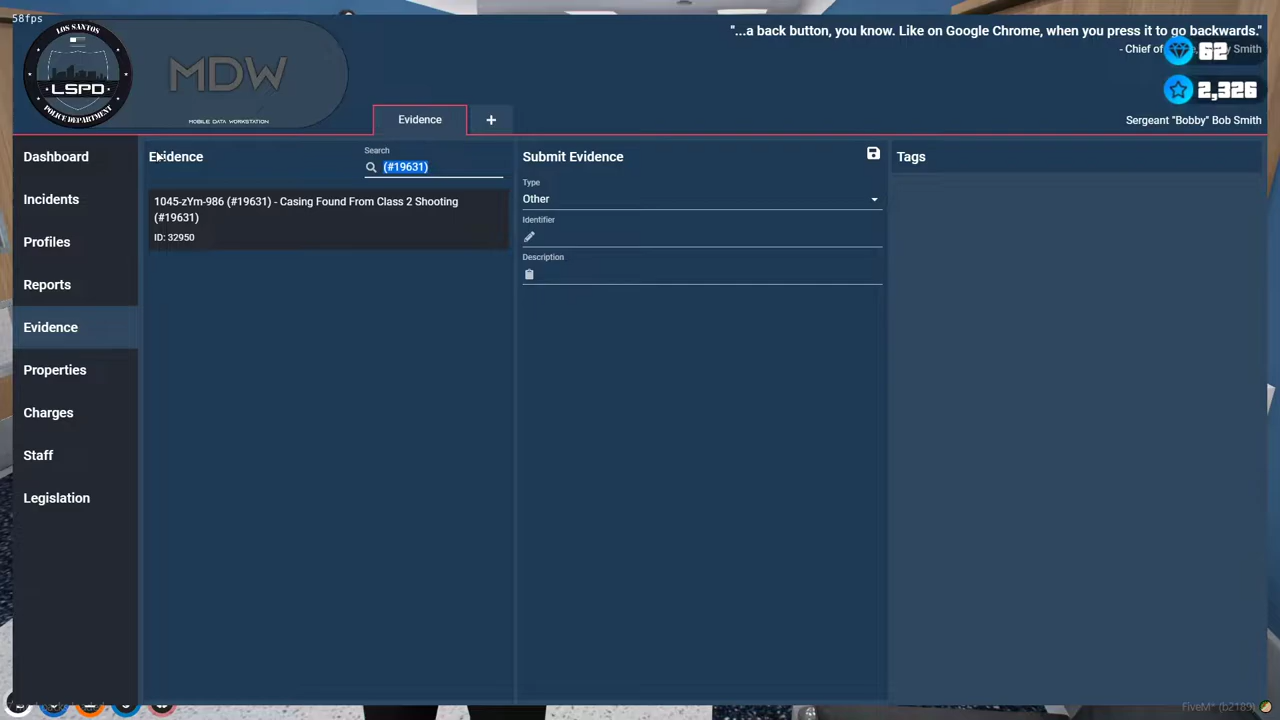 58fps
LOS SANTOS
LSPD
POLICE DEPARTMENT
MDW
MOBILE DATA WORKSTATION
"...a back button, you know. Like on Google Chrome, when you press it to go backwards."
- Chief of
y Smith
62
2,326
Sergeant "Bobby" Bob Smith
Evidence
+
Dashboard
Incidents
Profiles
Reports
Evidence
Properties
Charges
Staff
Legislation
Evidence
Search
(#19631)
1045-zYm-986 (#19631) - Casing Found From Class 2 Shooting
(#19631)
ID: 32950
Submit Evidence
Type
Other
Identifier
Description
Tags
FiveM* (b2189)